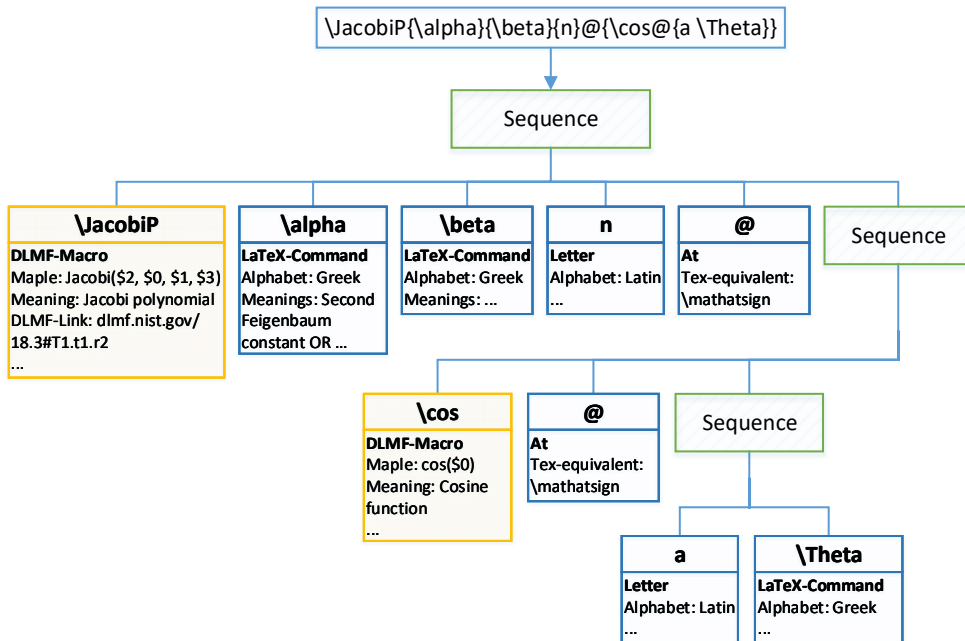 \JacobiP{\alpha}{\beta}{n}@{\cos@{a \Theta}}
Sequence
\JacobiP
DLMF-Macro
Maple: Jacobi($2, $0, $1, $3)
Meaning: Jacobi polynomial
DLMF-Link: dlmf.nist.gov/
18.3#T1.t1.r2
...
\alpha
LaTeX-Command
Alphabet: Greek
Meanings: Second
Feigenbaum
constant OR ...
\beta
LaTeX-Command
Alphabet: Greek
Meanings: ...
n
Letter
Alphabet: Latin
...
@
At
Tex-equivalent:
\mathatsign
Sequence
\cos
DLMF-Macro
Maple: cos($0)
Meaning: Cosine
function
...
@
At
Tex-equivalent:
\mathatsign
Sequence
a
Letter
Alphabet: Latin
...
\Theta
LaTeX-Command
Alphabet: Greek
...